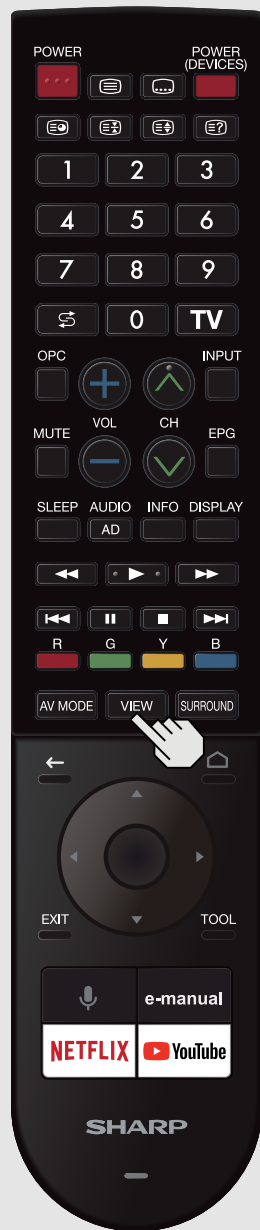 POWER
POWER
(DEVICES)
1 2 3
4 5 6
7 8 9
0 TV
OPC INPUT
VOL CH
MUTE EPG
SLEEP AUDIO INFO DISPLAY
AD
R G Y B
AV MODE VIEW SURROUND
EXIT TOOL
e-manual
NETFLIX YouTube
SHARP